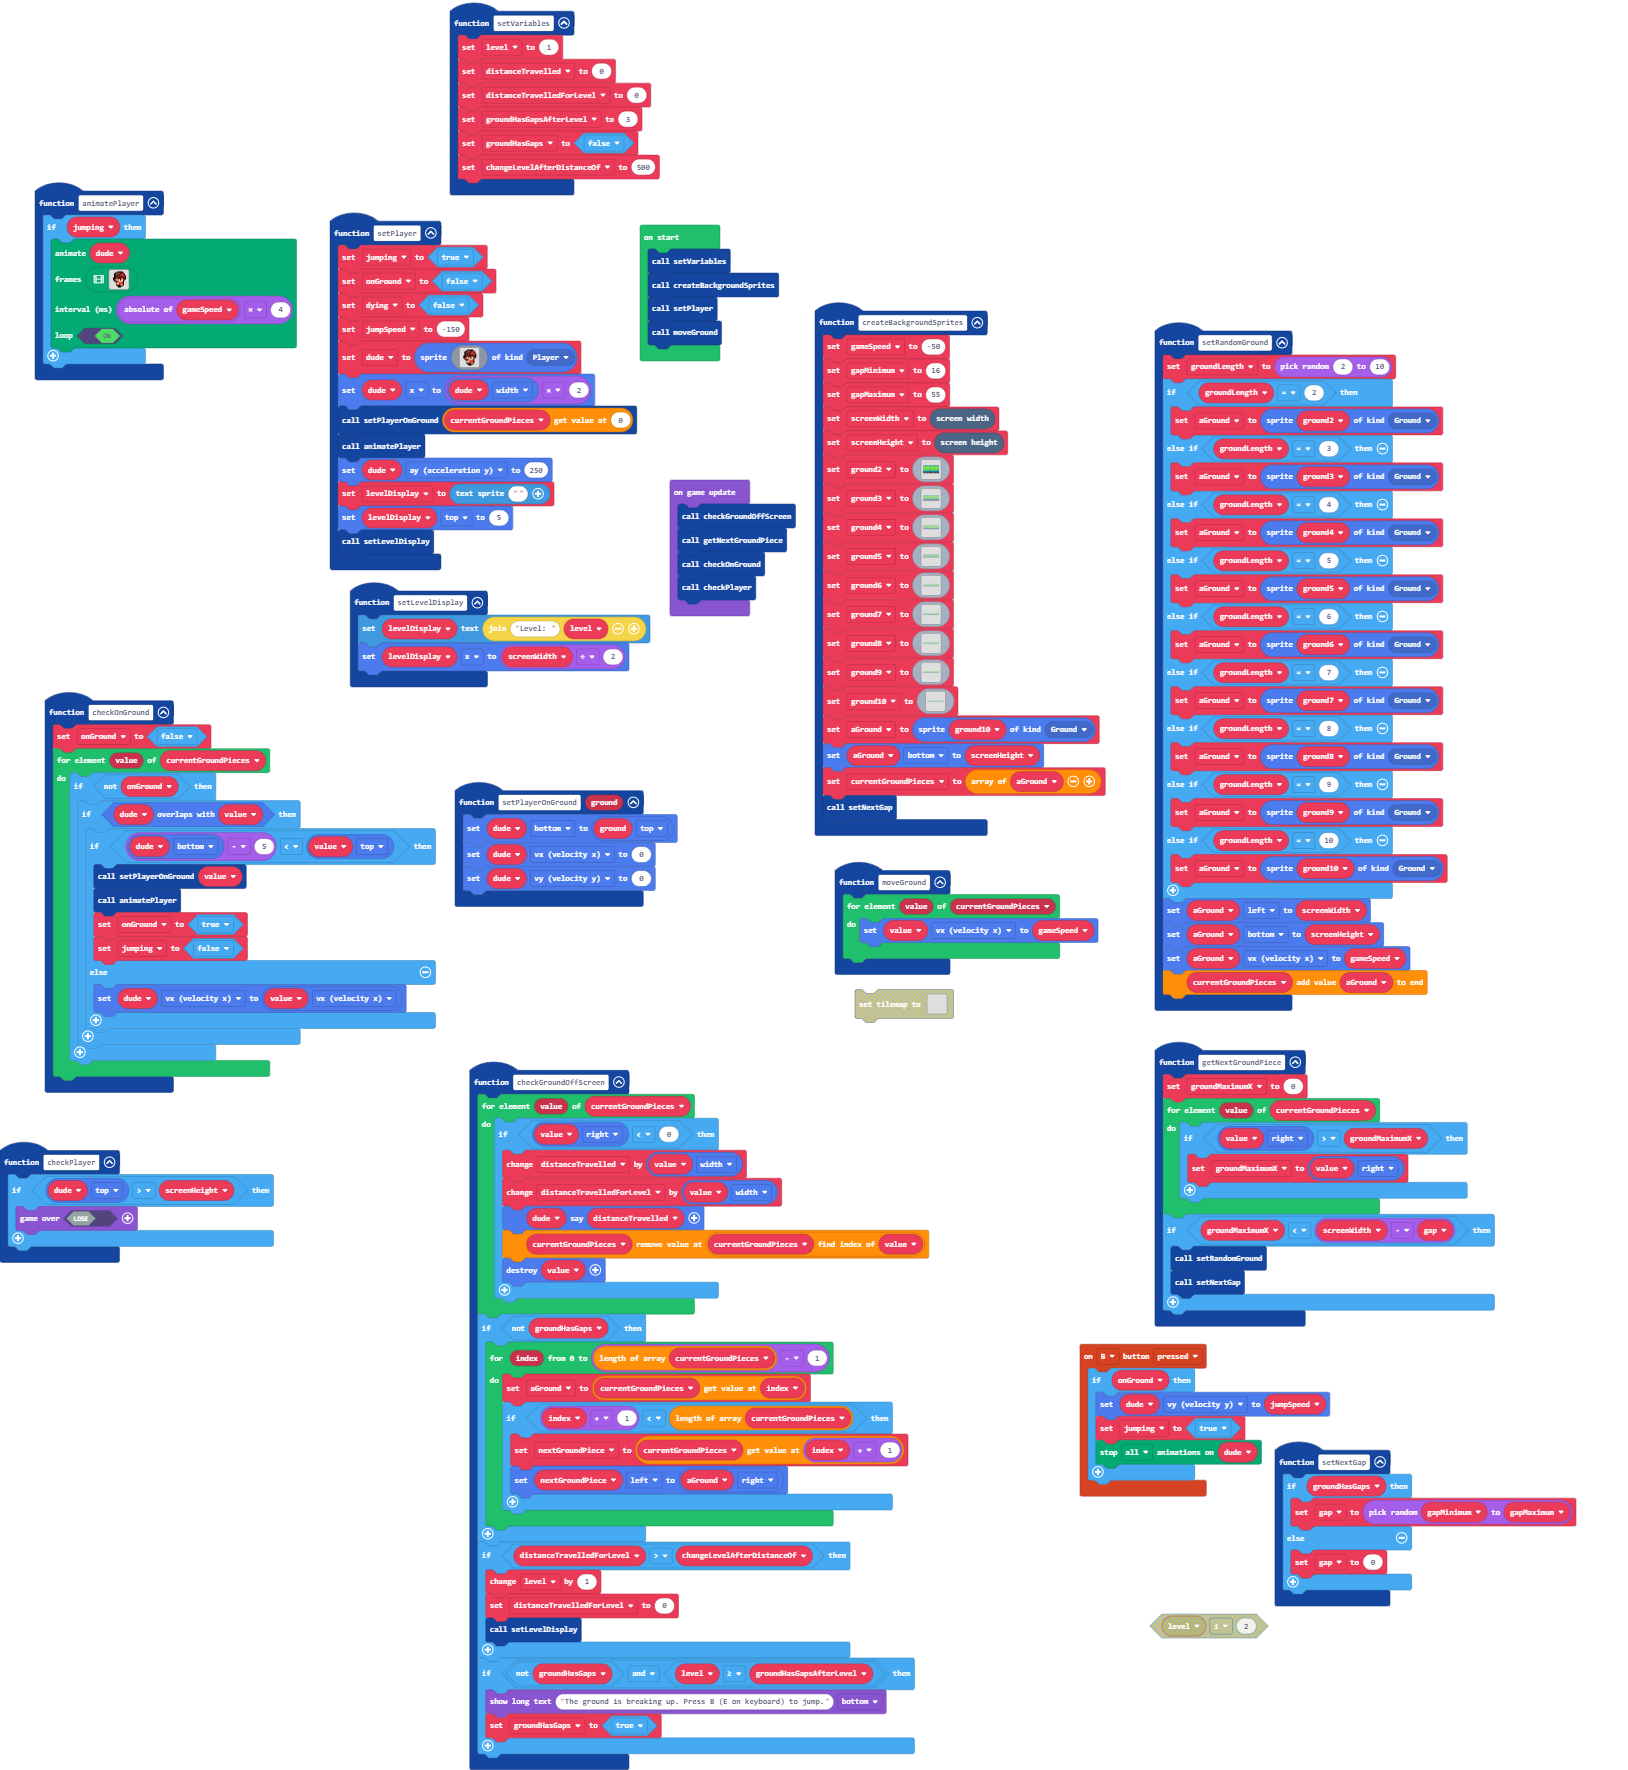 function setVariables
set level to 1
set distanceTravelled to 0
set distanceTravelledForLevel to 0
set groundHasGapsAfterLevel to 3
set groundHasGaps to false
set changeLevelAfterDistanceOf to 500
function animatePlayer
if jumping then
animate dude
frames
interval (ms) absolute of gameSpeed × 4
loop ON
function setPlayer
set jumping to true
set onGround to false
set dying to false
set jumpSpeed to -150
set dude to sprite of kind Player
set dude x to dude width × 2
call setPlayerOnGround currentGroundPieces get value at 0
call animatePlayer
set dude ay (acceleration y) to 250
set levelDisplay to text sprite ""
set levelDisplay top to 5
call setLevelDisplay
on start
call setVariables
call createBackgroundSprites
call setPlayer
call moveGround
on game update
call checkGroundOffScreen
call getNextGroundPiece
call checkOnGround
call checkPlayer
function setLevelDisplay
set levelDisplay text join "Level: " level
set levelDisplay x to screenWidth ÷ 2
function createBackgroundSprites
set gameSpeed to -50
set gapMinimum to 16
set gapMaximum to 55
set screenWidth to screen width
set screenHeight to screen height
set ground2 to
set ground3 to
set ground4 to
set ground5 to
set ground6 to
set ground7 to
set ground8 to
set ground9 to
set ground10 to
set aGround to sprite ground10 of kind Ground
set aGround bottom to screenHeight
set currentGroundPieces to array of aGround
call setNextGap
function setRandomGround
set groundLength to pick random 2 to 10
if groundLength = 2 then
set aGround to sprite ground2 of kind Ground
else if groundLength = 3 then
set aGround to sprite ground3 of kind Ground
else if groundLength = 4 then
set aGround to sprite ground4 of kind Ground
else if groundLength = 5 then
set aGround to sprite ground5 of kind Ground
else if groundLength = 6 then
set aGround to sprite ground6 of kind Ground
else if groundLength = 7 then
set aGround to sprite ground7 of kind Ground
else if groundLength = 8 then
set aGround to sprite ground8 of kind Ground
else if groundLength = 9 then
set aGround to sprite ground9 of kind Ground
else if groundLength = 10 then
set aGround to sprite ground10 of kind Ground
set aGround left to screenWidth
set aGround bottom to screenHeight
set aGround vx (velocity x) to gameSpeed
currentGroundPieces add value aGround to end
function checkOnGround
set onGround to false
for element value of currentGroundPieces
do if not onGround then
if dude overlaps with value then
if dude bottom - 5 < value top then
call setPlayerOnGround value
call animatePlayer
set onGround to true
set jumping to false
else
set dude vx (velocity x) to value vx (velocity x)
function setPlayerOnGround ground
set dude bottom to ground top
set dude vx (velocity x) to 0
set dude vy (velocity y) to 0
function moveGround
for element value of currentGroundPieces
do set value vx (velocity x) to gameSpeed
set tilemap to
function checkPlayer
if dude top > screenHeight then
game over LOSE
function checkGroundOffScreen
for element value of currentGroundPieces
do if value right < 0 then
change distanceTravelled by value width
change distanceTravelledForLevel by value width
dude say distanceTravelled
currentGroundPieces remove value at currentGroundPieces find index of value
destroy value
if not groundHasGaps then
for index from 0 to length of array currentGroundPieces - 1
do set aGround to currentGroundPieces get value at index
if index + 1 < length of array currentGroundPieces then
set nextGroundPiece to currentGroundPieces get value at index + 1
set nextGroundPiece left to aGround right
if distanceTravelledForLevel > changeLevelAfterDistanceOf then
change level by 1
set distanceTravelledForLevel to 0
call setLevelDisplay
if not groundHasGaps and level ≥ groundHasGapsAfterLevel then
show long text "The ground is breaking up. Press B (E on keyboard) to jump." bottom
set groundHasGaps to true
function getNextGroundPiece
set groundMaximumX to 0
for element value of currentGroundPieces
do if value right > groundMaximumX then
set groundMaximumX to value right
if groundMaximumX < screenWidth - gap then
call setRandomGround
call setNextGap
on B button pressed
if onGround then
set dude vy (velocity y) to jumpSpeed
set jumping to true
stop all animations on dude
function setNextGap
if groundHasGaps then
set gap to pick random gapMinimum to gapMaximum
else
set gap to 0
level ≤ 2